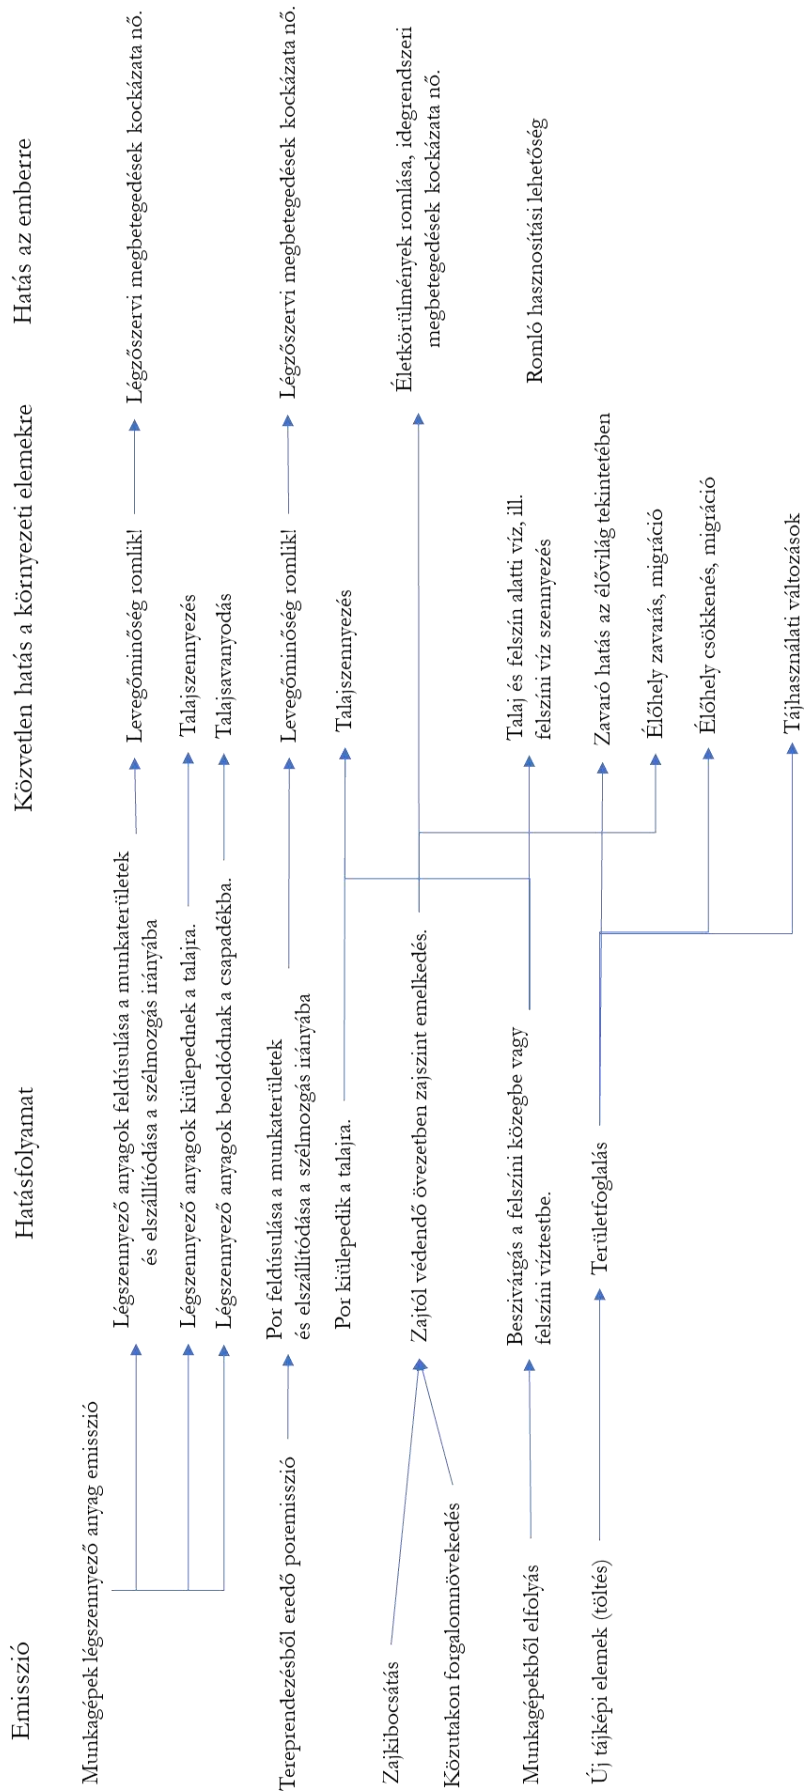 Emisszió
Hatásfolyamat
Közvetlen hatás a környezeti elemekre
Hatás az emberre
Munkagépek légszennyező anyag emisszió
Légszennyező anyagok feldúsulása a munkaterületek
és elszállítódása a szélmozgás irányába
Levegőminőség romlik!
Légzőszervi megbetegedések kockázata nő.
Légszennyező anyagok kiülepednek a talajra.
Talajszennyezés
Légszennyező anyagok beoldódnak a csapadékba.
Talajsavanyodás
Tereprendezésből eredő poremisszió
Por feldúsulása a munkaterületek
és elszállítódása a szélmozgás irányába
Levegőminőség romlik!
Légzőszervi megbetegedések kockázata nő.
Por kiülepedik a talajra.
Talajszennyezés
Zajkibocsátás
Közutakon forgalomnövekedés
Zajtól védendő övezetben zajszint emelkedés.
Életkörülmények romlása, idegrendszeri
megbetegedések kockázata nő.
Munkagépekből elfolyás
Beszivárgás a felszíni közegbe vagy
felszíni víztestbe.
Talaj és felszín alatti víz, ill.
felszíni víz szennyezés
Romló hasznosítási lehetőség
Új tájképi elemek (töltés)
Területfoglalás
Zavaró hatás az élővilág tekintetében
Élőhely zavarás, migráció
Élőhely csökkenés, migráció
Tájhasználati változások